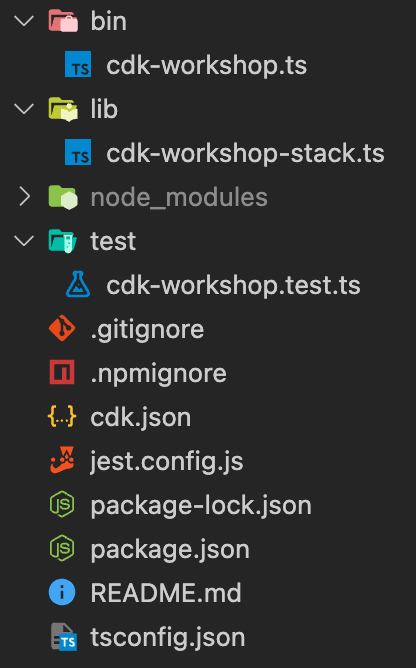 bin
TS cdk-workshop.ts
lib
TS cdk-workshop-stack.ts
node_modules
test
cdk-workshop.test.ts
.gitignore
.npmignore
{..} cdk.json
jest.config.js
JS package-lock.json
JS package.json
i README.md
TS tsconfig.json